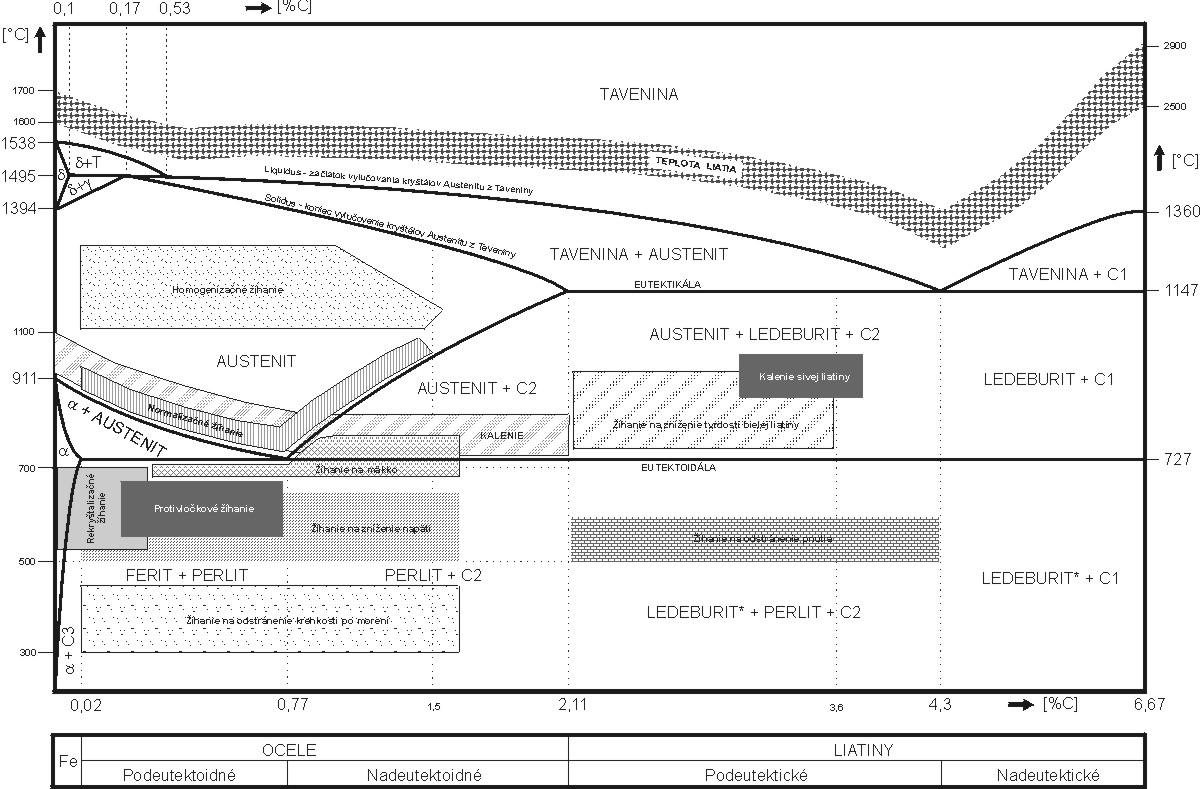 0,1 0,17 0,53 [%C]
[°C]
2900
TAVENINA
1700
2500
1600
1538
δ+T
TEPLOTA LIATIA
[°C]
1495
δ
Liquidus - začiatok vylučovania kryštálov Austenitu z Taveniny
δ+γ
1394
Solidus - koniec vylučovania kryštálov Austenitu z Taveniny
1360
TAVENINA + AUSTENIT
TAVENINA + C1
EUTEKTIKÁLA
Homogenizačné žíhanie
1147
1100
AUSTENIT + LEDEBURIT + C2
AUSTENIT
911
Kalenie sivej liatiny
LEDEBURIT + C1
AUSTENIT + C2
α + AUSTENIT
Normalizačné žíhanie
Žíhanie na zníženie tvrdosti bielej liatiny
KALENIE
α
727
700
Žíhanie na mäkko
EUTEKTOIDÁLA
Rekryštalizačné
žíhanie
Protivločkové žíhanie
Žíhanie na zníženie napätí
Žíhanie na odstránenie pnutia
500
FERIT + PERLIT
PERLIT + C2
LEDEBURIT* + C1
LEDEBURIT* + PERLIT + C2
Žíhanie na odstránenie krehkosti po morení
α + C3
300
0,02 0,77 1,5 2,11 3,6 4,3 [%C] 6,67
Fe
OCELE
LIATINY
Podeutektoidné
Nadeutektoidné
Podeutektické
Nadeutektické